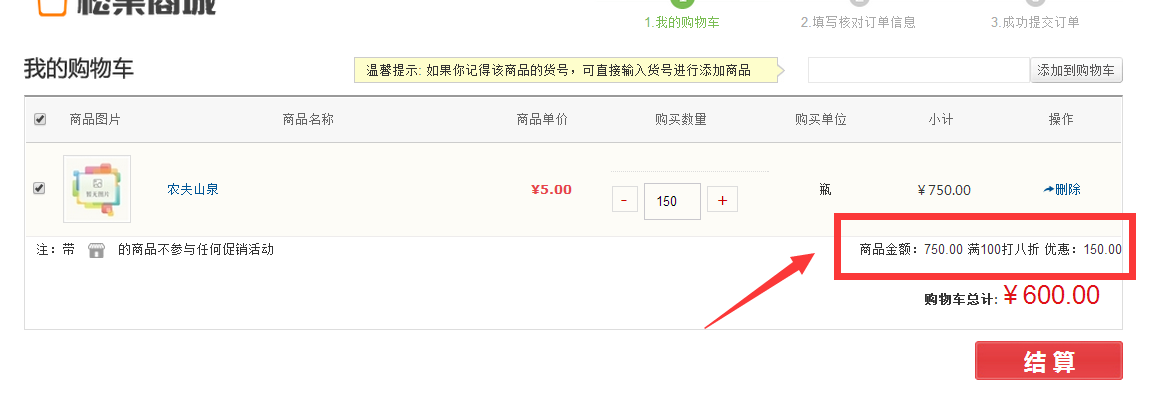 松果商城
1.我的购物车 2.填写核对订单信息 3.成功提交订单
我的购物车 温馨提示: 如果你记得该商品的货号，可直接输入货号进行添加商品 添加到购物车
商品图片 商品名称 商品单价 购买数量 购买单位 小计 操作
暂无图片 农夫山泉 ¥5.00 - 150 + 瓶 ¥750.00 删除
注：带 的商品不参与任何促销活动 商品金额：750.00 满100打八折 优惠：150.00
购物车总计: ¥600.00
结算